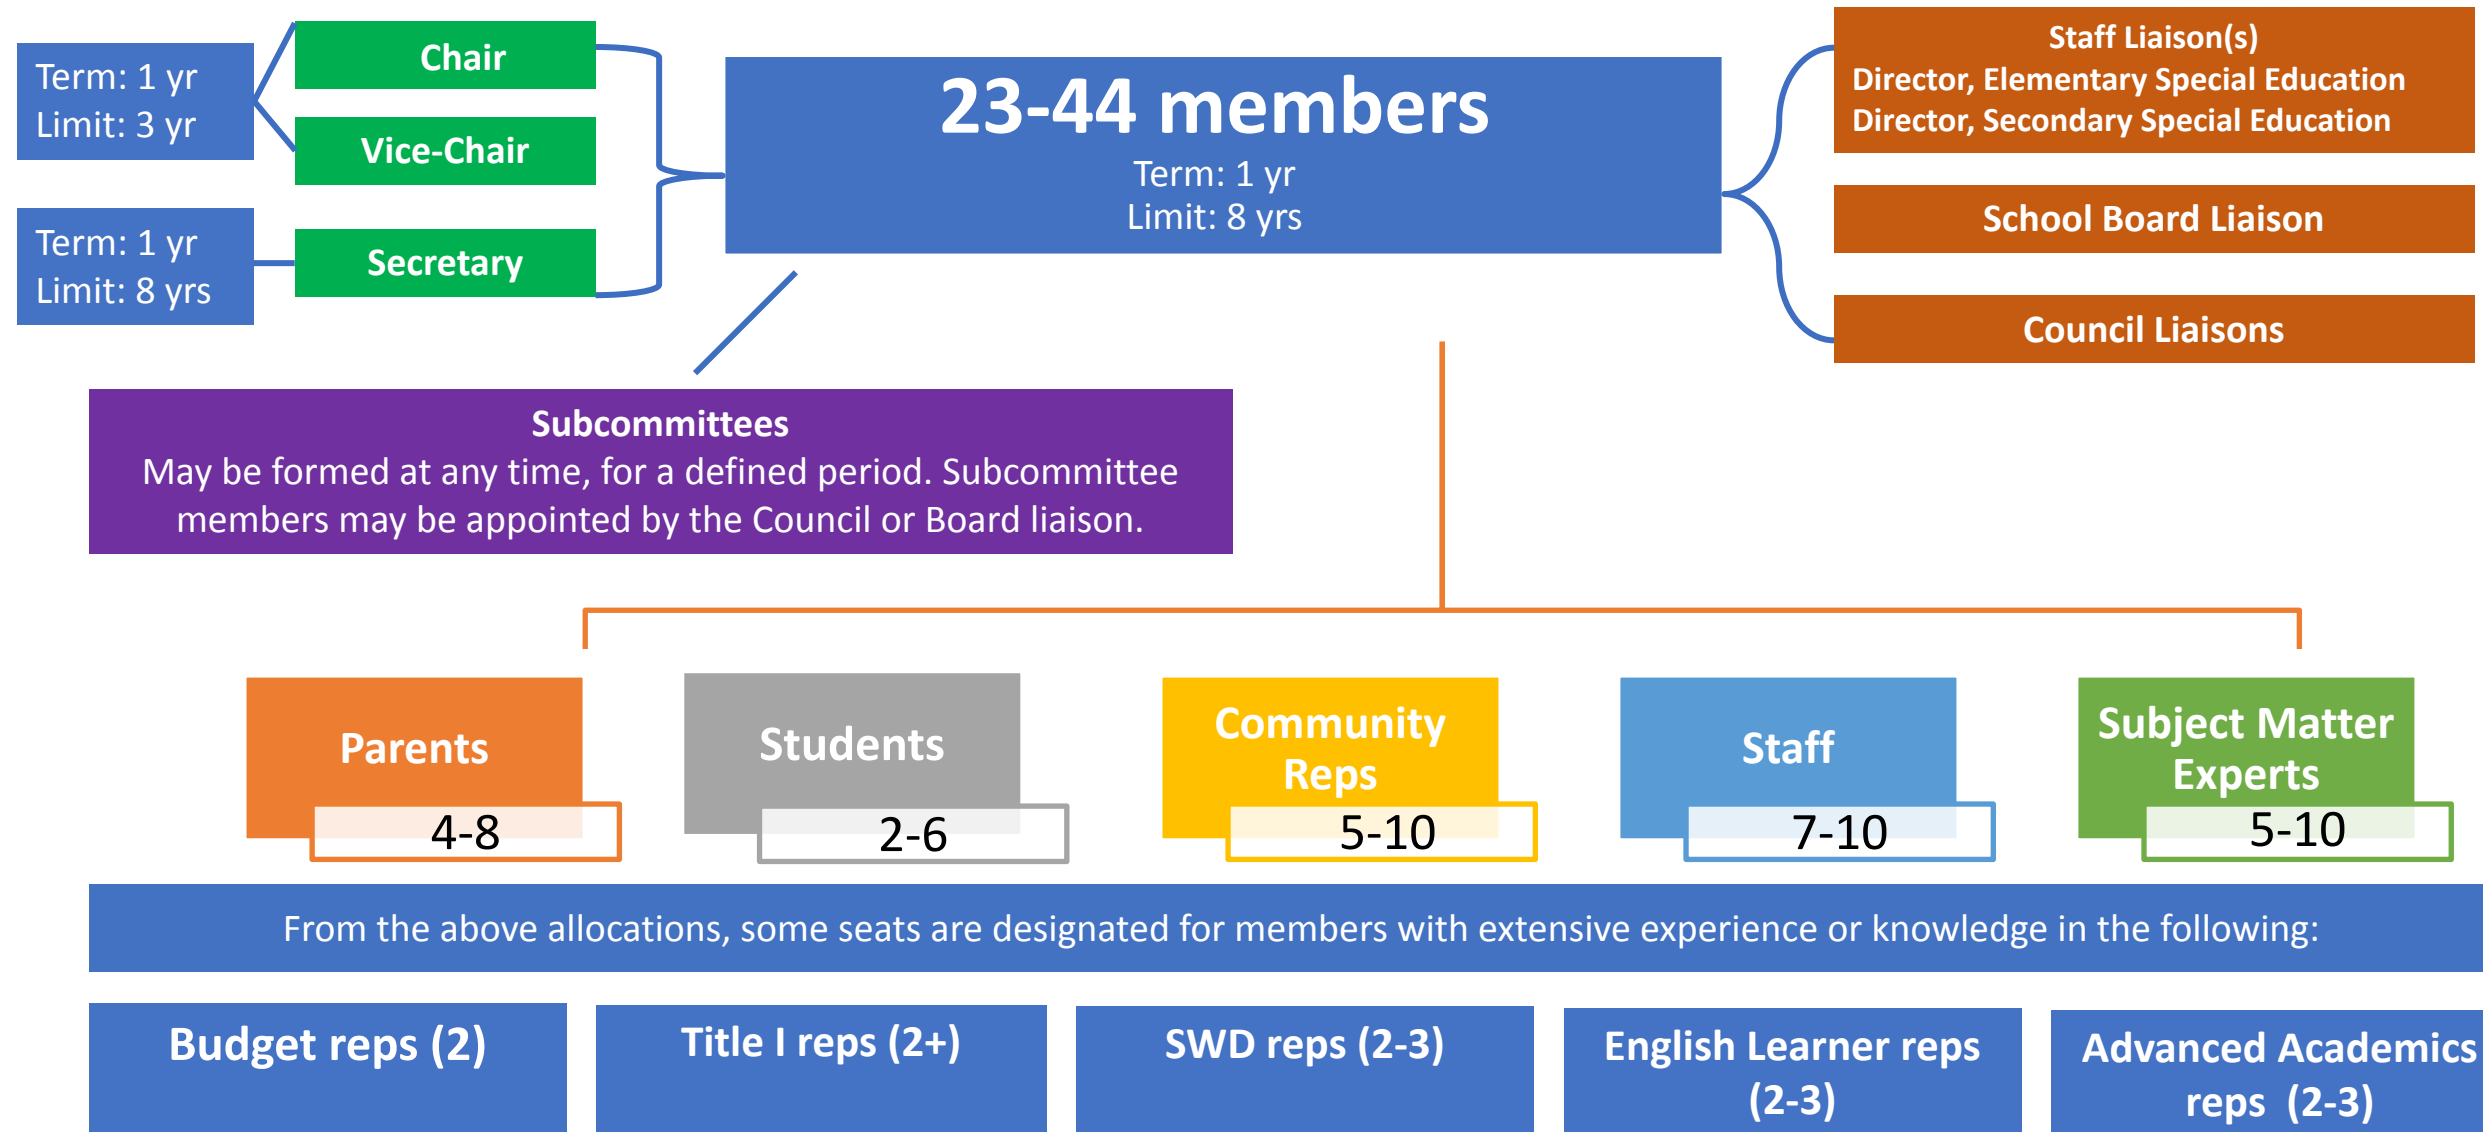 Term: 1 yr
Limit: 3 yr
Chair
Vice-Chair
Term: 1 yr
Limit: 8 yrs
Secretary
23-44 members
Term: 1 yr
Limit: 8 yrs
Staff Liaison(s)
Director, Elementary Special Education
Director, Secondary Special Education
School Board Liaison
Council Liaisons
Subcommittees
May be formed at any time, for a defined period. Subcommittee
members may be appointed by the Council or Board liaison.
Parents
4-8
Students
2-6
Community
Reps
5-10
Staff
7-10
Subject Matter
Experts
5-10
From the above allocations, some seats are designated for members with extensive experience or knowledge in the following:
Budget reps (2)
Title I reps (2+)
SWD reps (2-3)
English Learner reps
(2-3)
Advanced Academics
reps (2-3)